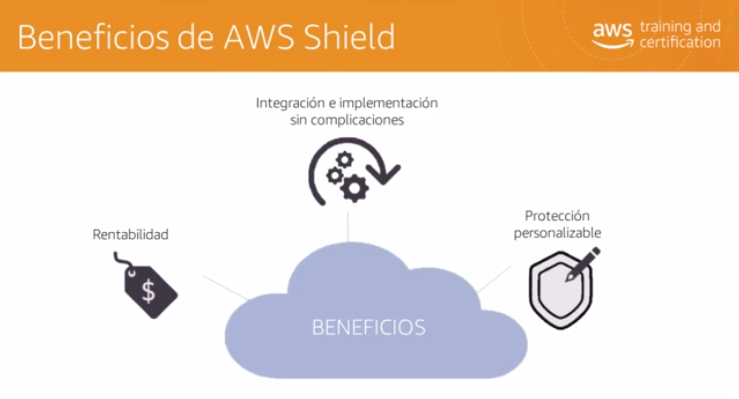 Beneficios de AWS Shield
aws training and
certification
Integración e implementación
sin complicaciones
Rentabilidad
$
Protección
personalizable
BENEFICIOS